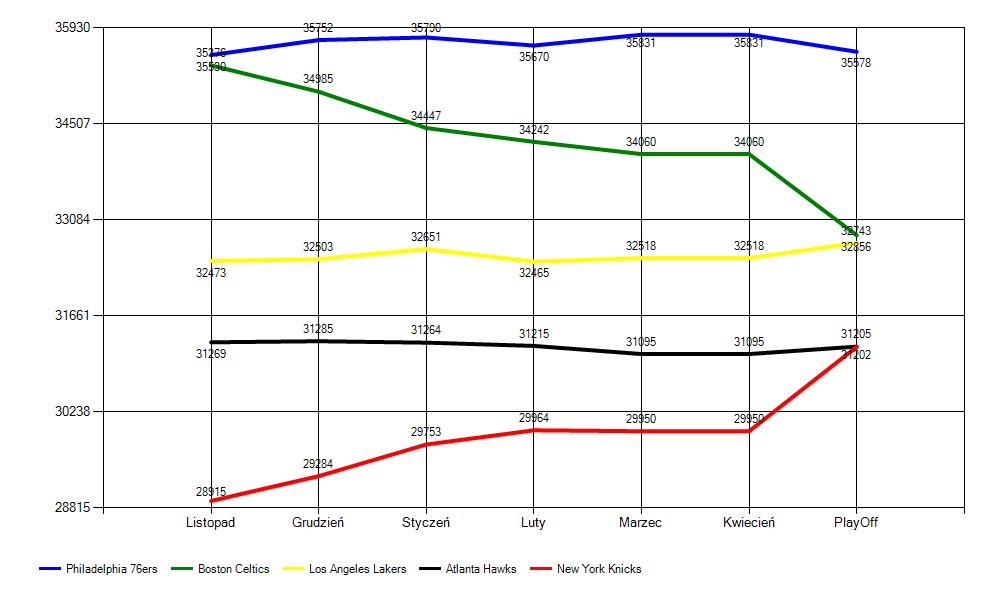 35930
35276 35752 35790 35670 35831 35831 35578
35530 34985 34447 34242 34060 34060 32743
34507
33084
32473 32503 32651 32465 32518 32518 32856
31661
31269 31285 31264 31215 31095 31095 31205
31202
30238
28915 29284 29753 29964 29950 29950
28815
Listopad Grudzień Styczeń Luty Marzec Kwiecień PlayOff
Philadelphia 76ers Boston Celtics Los Angeles Lakers Atlanta Hawks New York Knicks